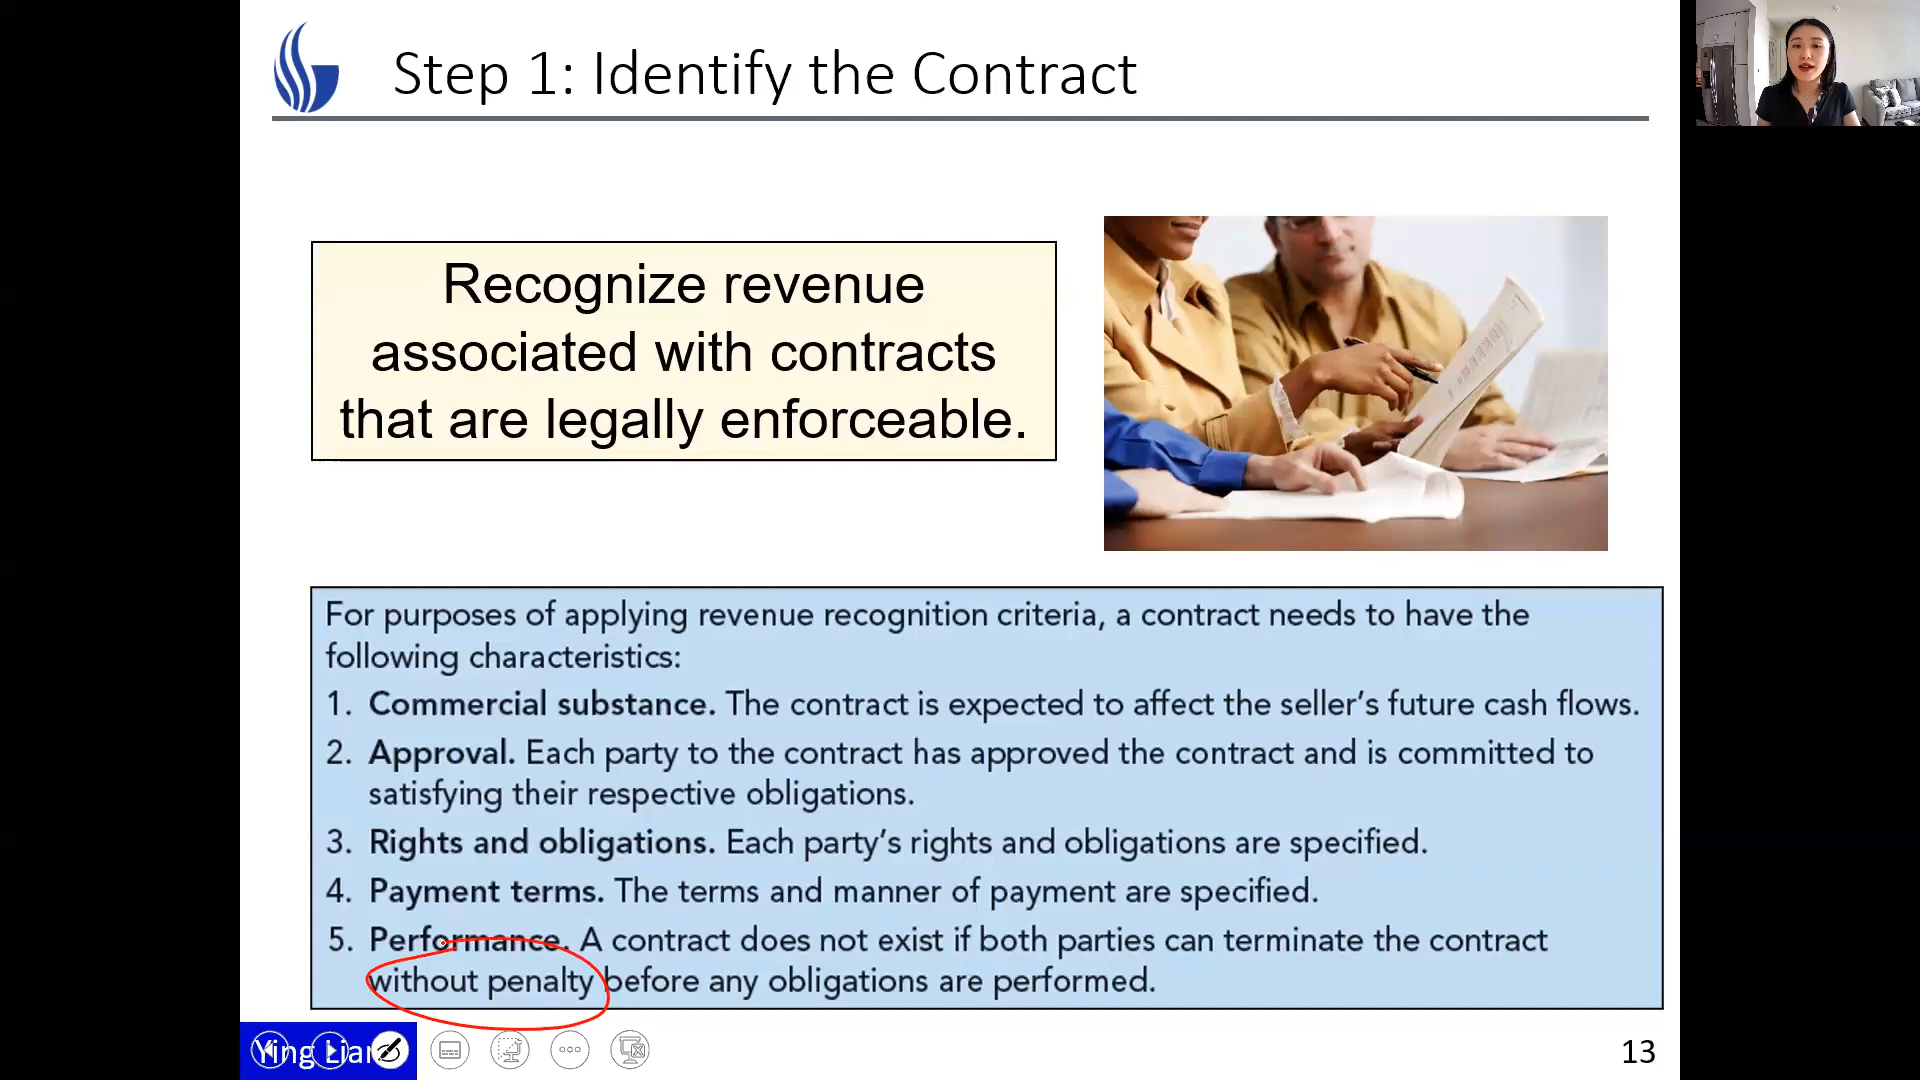 Step 1: Identify the Contract
Recognize revenue
associated with contracts
that are legally enforceable.
For purposes of applying revenue recognition criteria, a contract needs to have the
following characteristics:
1. Commercial substance. The contract is expected to affect the seller's future cash flows.
2. Approval. Each party to the contract has approved the contract and is committed to
satisfying their respective obligations.
3. Rights and obligations. Each party's rights and obligations are specified.
4. Payment terms. The terms and manner of payment are specified.
5. Performance. A contract does not exist if both parties can terminate the contract
without penalty before any obligations are performed.
Ying
13